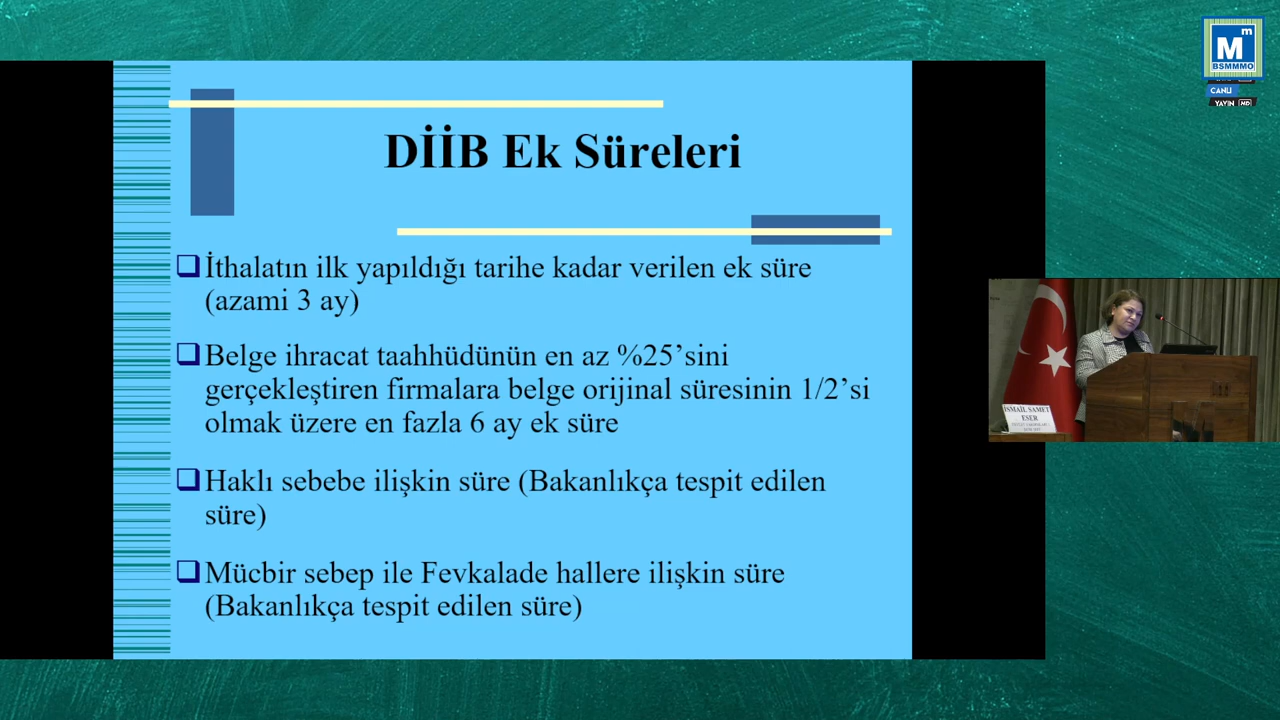 DİİB Ek Süreleri
İthalatın ilk yapıldığı tarihe kadar verilen ek süre
(azami 3 ay)
Belge ihracat taahhüdünün en az %25’sini
gerçekleştiren firmalara belge orijinal süresinin 1/2’si
olmak üzere en fazla 6 ay ek süre
Haklı sebebe ilişkin süre (Bakanlıkça tespit edilen
süre)
Mücbir sebep ile Fevkalade hallere ilişkin süre
(Bakanlıkça tespit edilen süre)
Mm
BSMMMO
CANLI
YAYIN HD
İSMAİL SAMET
ESER